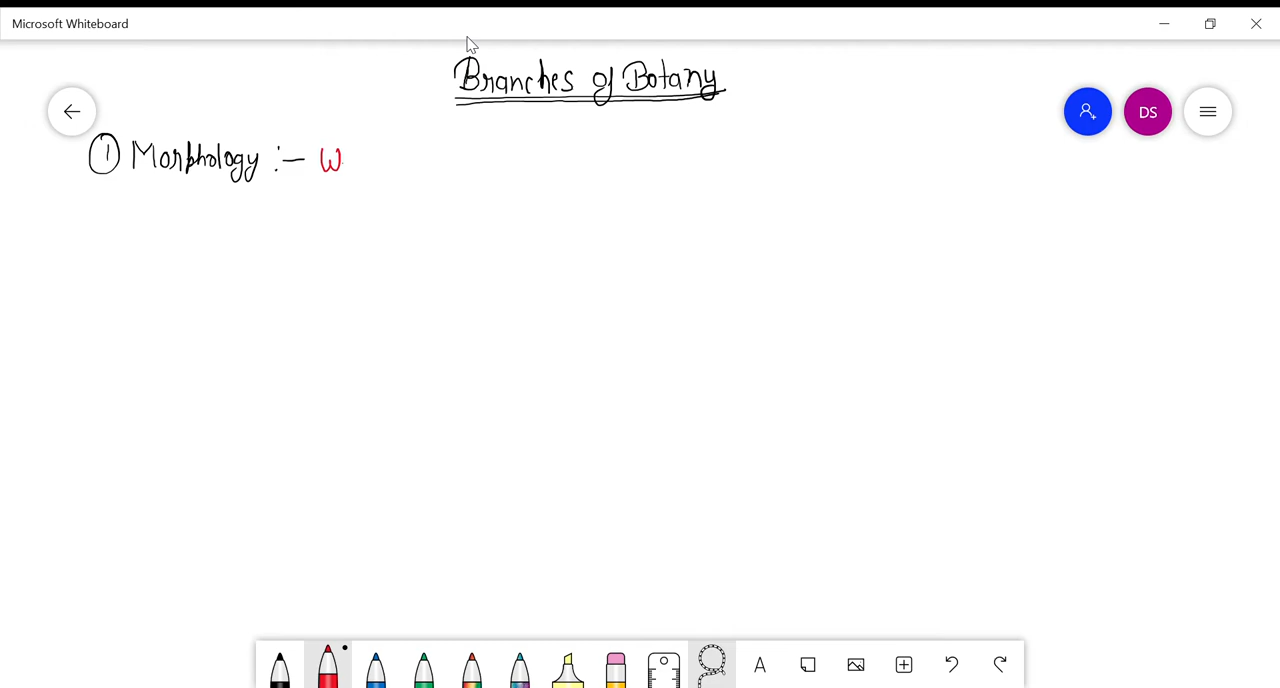 Microsoft Whiteboard
Branches of Botany
DS
① Morphology :- W
A